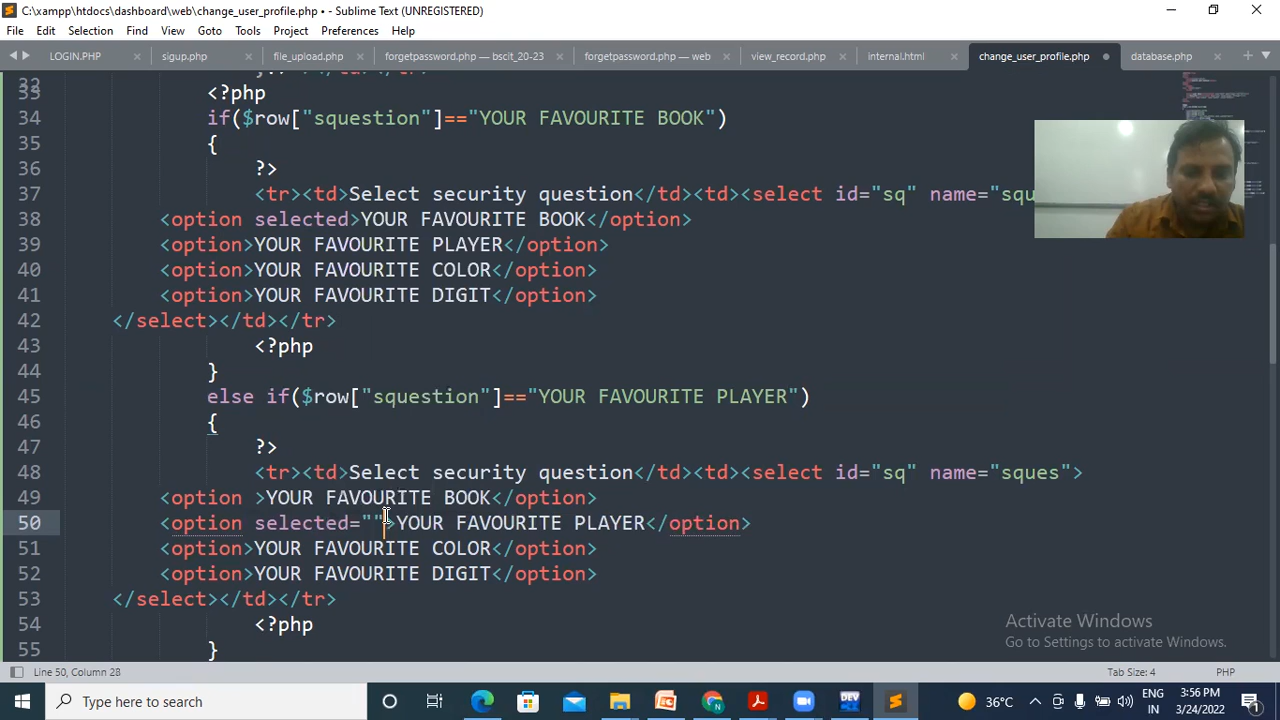 C:\xampp\htdocs\dashboard\web\change_user_profile.php • - Sublime Text (UNREGISTERED)
File Edit Selection Find View Goto Tools Project Preferences Help
LOGIN.PHP sigup.php file_upload.php forgetpassword.php — bscit_20-23 forgetpassword.php — web view_record.php internal.html change_user_profile.php database.php
32
33 <?php
34 if($row["squestion"]=="YOUR FAVOURITE BOOK")
35 {
36 ?>
37 <tr><td>Select security question</td><td><select id="sq" name="sques
38 <option selected>YOUR FAVOURITE BOOK</option>
39 <option>YOUR FAVOURITE PLAYER</option>
40 <option>YOUR FAVOURITE COLOR</option>
41 <option>YOUR FAVOURITE DIGIT</option>
42 </select></td></tr>
43 <?php
44 }
45 else if($row["squestion"]=="YOUR FAVOURITE PLAYER")
46 {
47 ?>
48 <tr><td>Select security question</td><td><select id="sq" name="sques">
49 <option >YOUR FAVOURITE BOOK</option>
50 <option selected="">YOUR FAVOURITE PLAYER</option>
51 <option>YOUR FAVOURITE COLOR</option>
52 <option>YOUR FAVOURITE DIGIT</option>
53 </select></td></tr>
54 <?php
55 }
Activate Windows
Go to Settings to activate Windows.
Line 50, Column 28 Tab Size: 4 PHP
Type here to search 36°C ENG IN 3:56 PM 3/24/2022